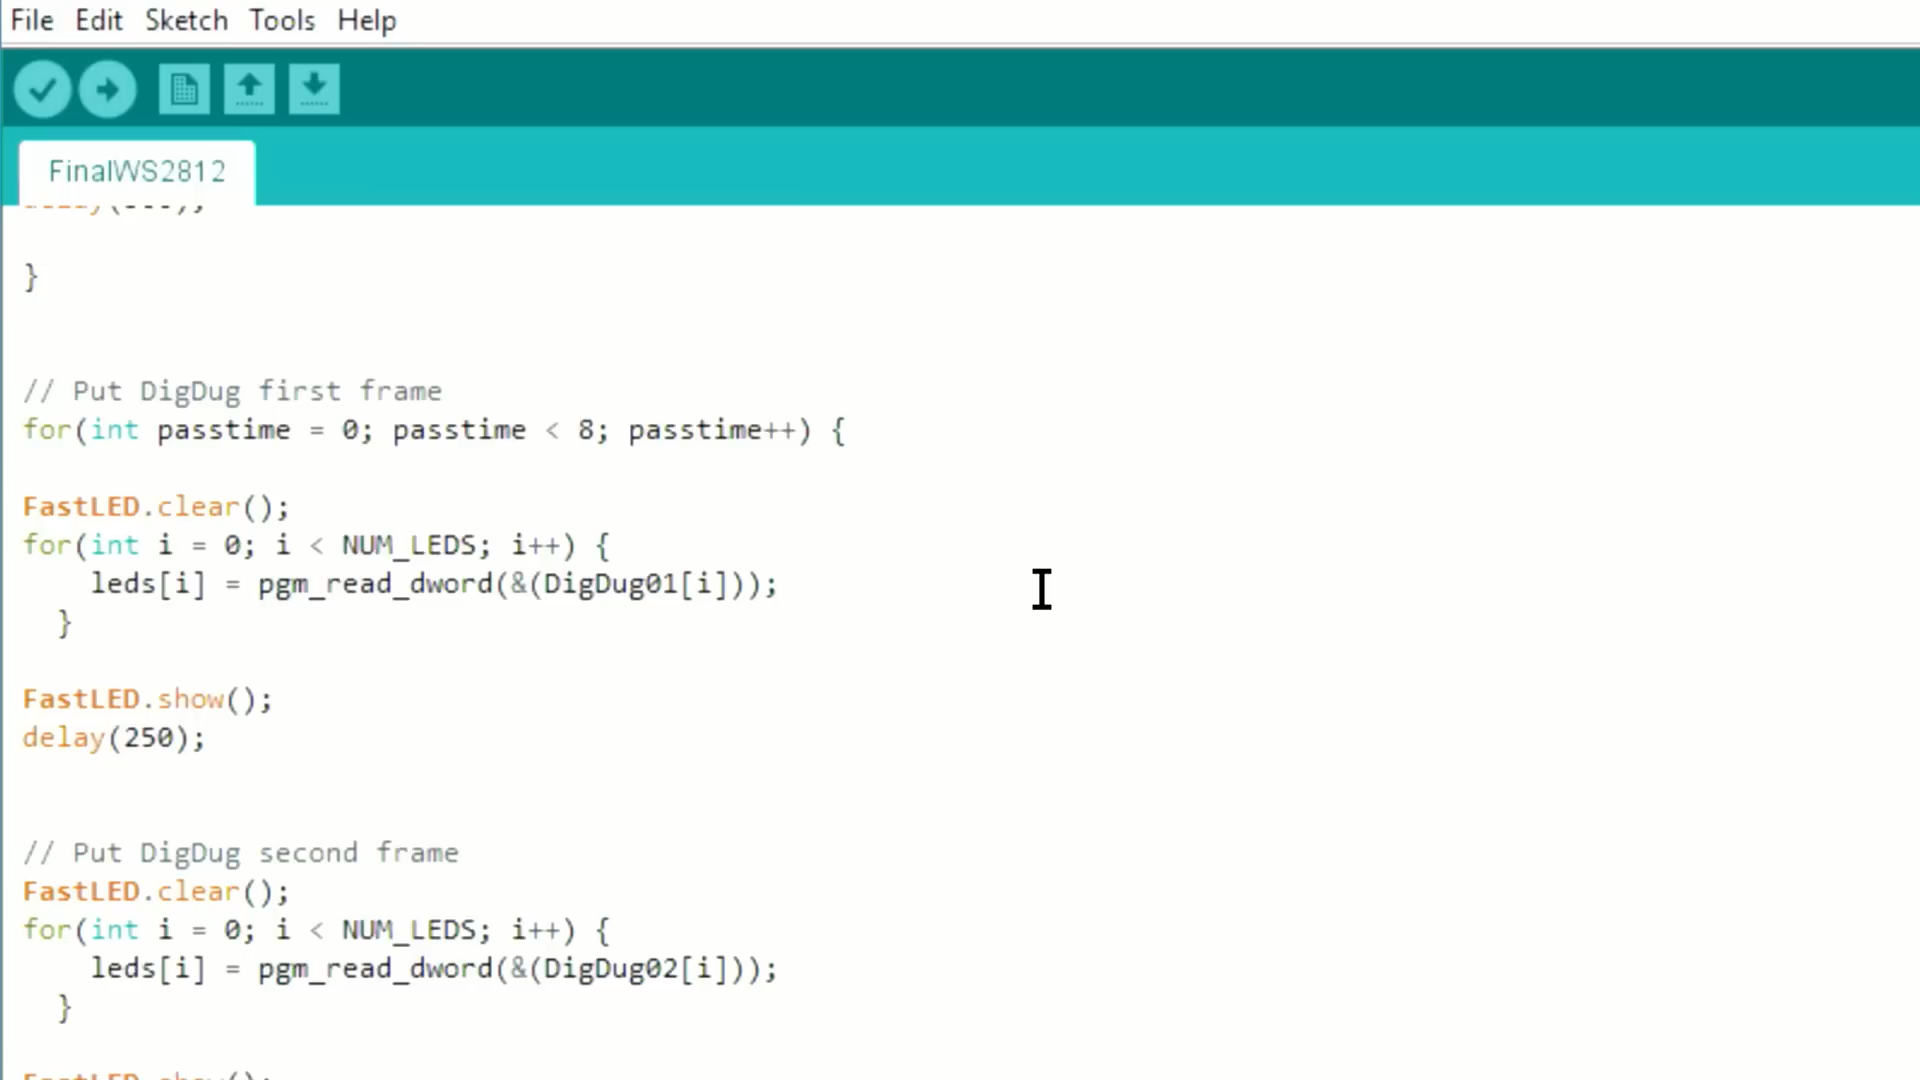 File Edit Sketch Tools Help
FinalWS2812
}
// Put DigDug first frame
for(int passtime = 0; passtime < 8; passtime++) {
FastLED.clear();
for(int i = 0; i < NUM_LEDS; i++) {
leds[i] = pgm_read_dword(&(DigDug01[i]));
}
FastLED.show();
delay(250);
// Put DigDug second frame
FastLED.clear();
for(int i = 0; i < NUM_LEDS; i++) {
leds[i] = pgm_read_dword(&(DigDug02[i]));
}
FastLED.show();